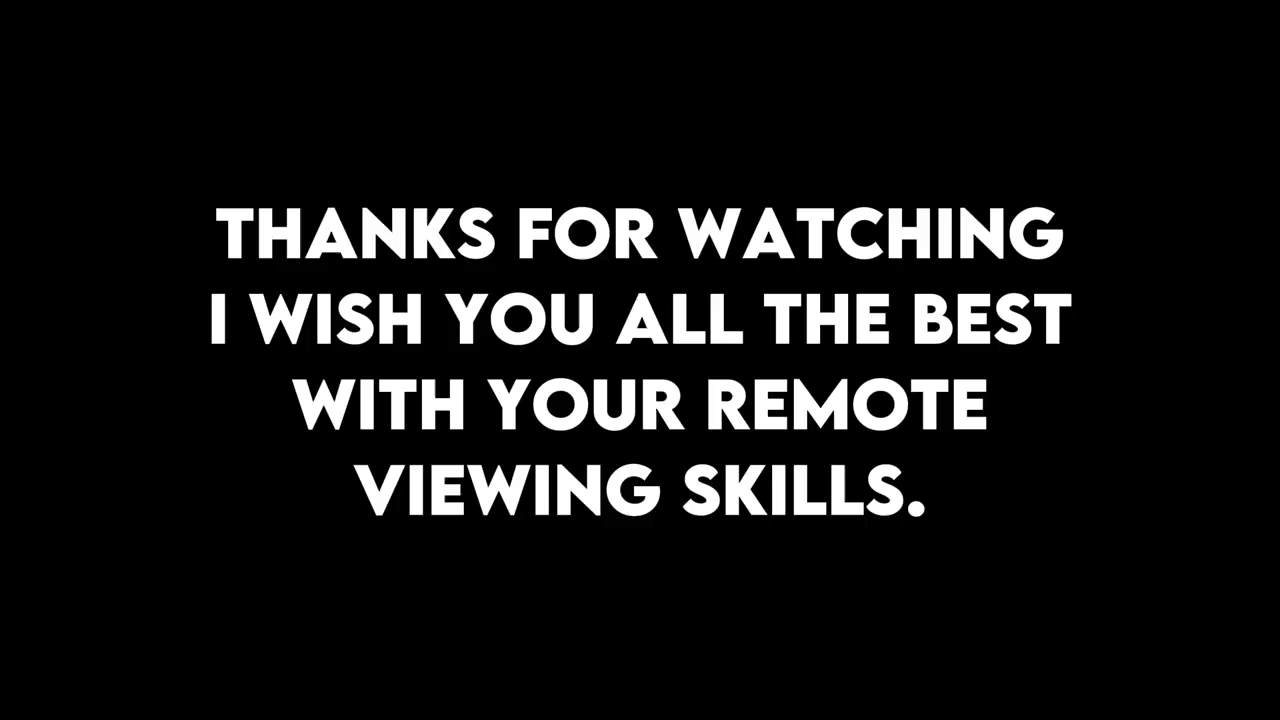 THANKS FOR WATCHING
I WISH YOU ALL THE BEST
WITH YOUR REMOTE
VIEWING SKILLS.